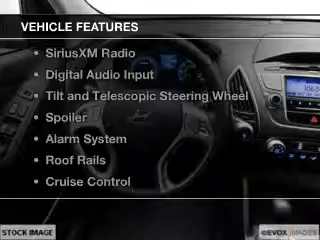 VEHICLE FEATURES
• SiriusXM Radio
• Digital Audio Input
• Tilt and Telescopic Steering Wheel
• Spoiler
• Alarm System
• Roof Rails
• Cruise Control
STOCK IMAGE
©EVOX IMAGES